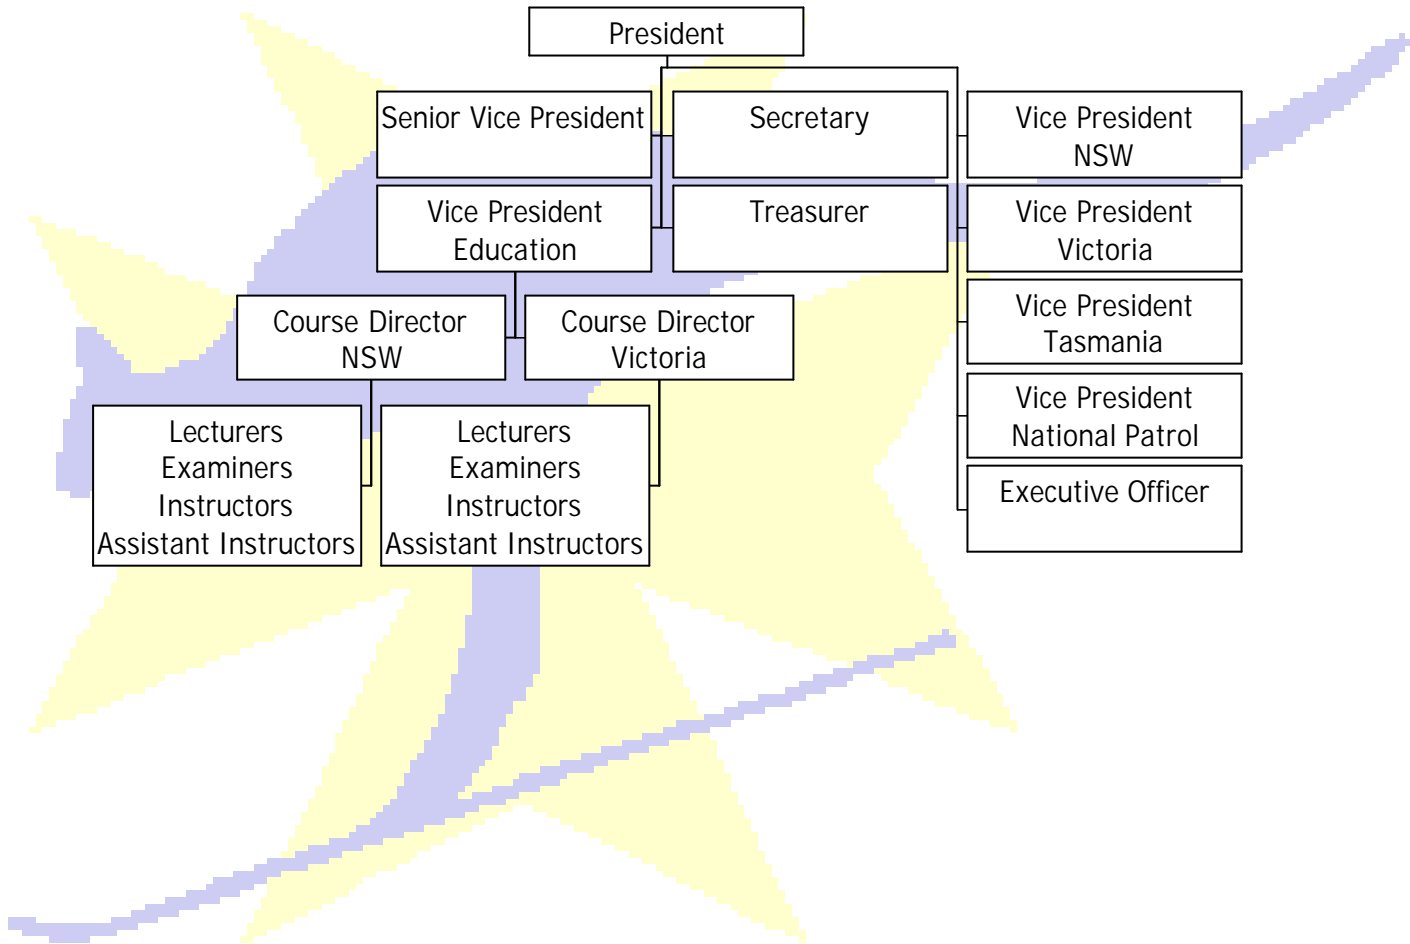 President
Senior Vice President
Secretary
Vice President
NSW
Vice President
Education
Treasurer
Vice President
Victoria
Course Director
NSW
Course Director
Victoria
Vice President
Tasmania
Vice President
National Patrol
Lecturers
Examiners
Instructors
Assistant Instructors
Lecturers
Examiners
Instructors
Assistant Instructors
Executive Officer